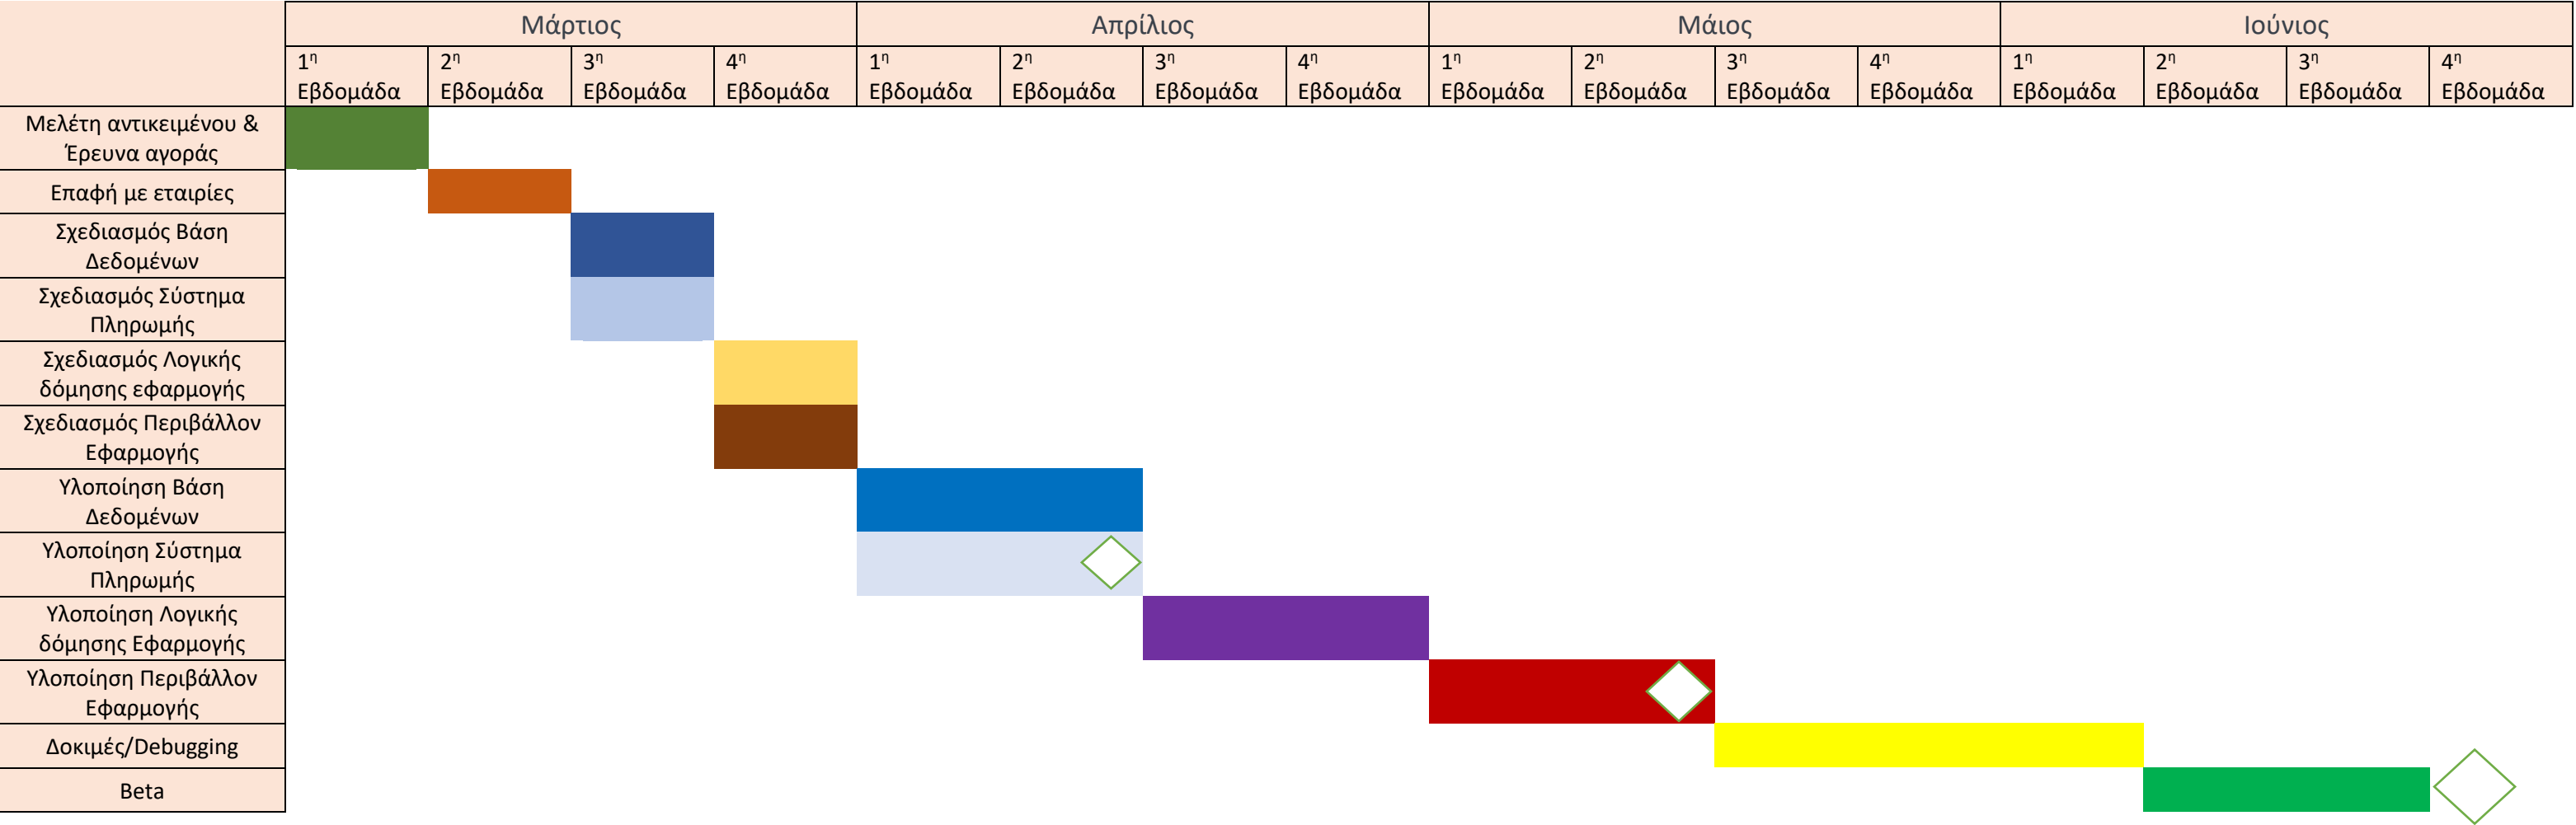 Μάρτιος Απρίλιος Μάιος Ιούνιος
1η Εβδομάδα 2η Εβδομάδα 3η Εβδομάδα 4η Εβδομάδα 1η Εβδομάδα 2η Εβδομάδα 3η Εβδομάδα 4η Εβδομάδα 1η Εβδομάδα 2η Εβδομάδα 3η Εβδομάδα 4η Εβδομάδα 1η Εβδομάδα 2η Εβδομάδα 3η Εβδομάδα 4η Εβδομάδα
Μελέτη αντικειμένου &
Έρευνα αγοράς
Επαφή με εταιρίες
Σχεδιασμός Βάση
Δεδομένων
Σχεδιασμός Σύστημα
Πληρωμής
Σχεδιασμός Λογικής
δόμησης εφαρμογής
Σχεδιασμός Περιβάλλον
Εφαρμογής
Υλοποίηση Βάση
Δεδομένων
Υλοποίηση Σύστημα
Πληρωμής
Υλοποίηση Λογικής
δόμησης Εφαρμογής
Υλοποίηση Περιβάλλον
Εφαρμογής
Δοκιμές/Debugging
Beta